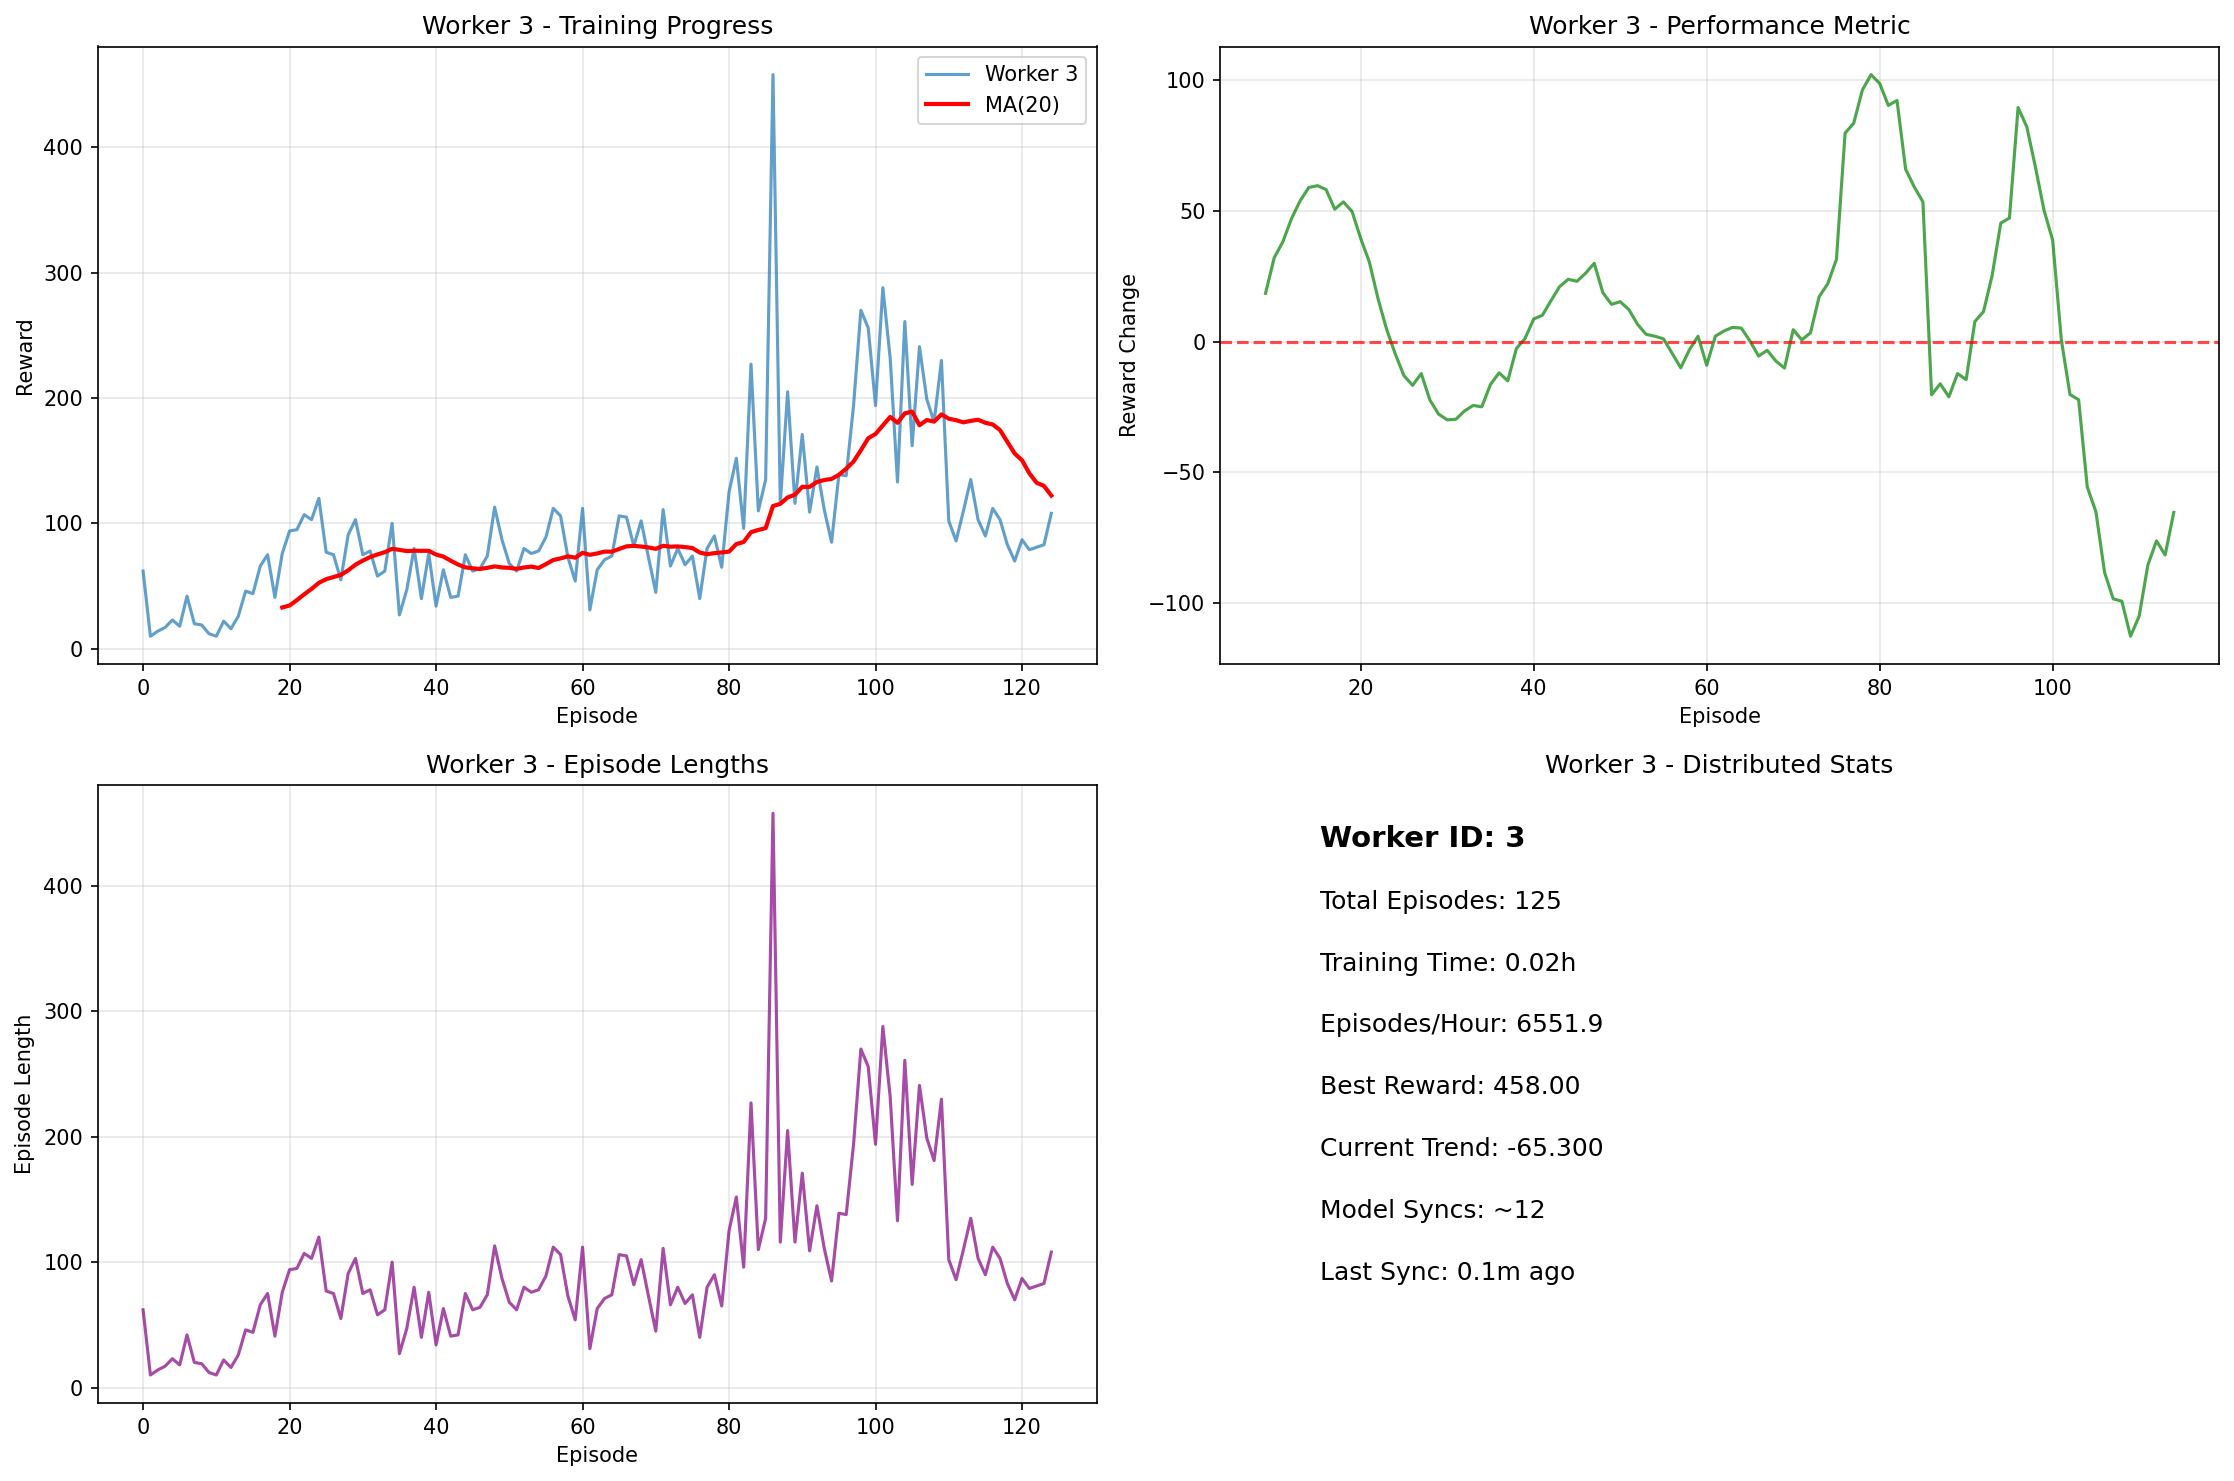 Worker 3 - Training Progress
Worker 3
MA(20)
Reward
400
300
200
100
0
0 20 40 60 80 100 120
Episode
Worker 3 - Performance Metric
Reward Change
100
50
0
−50
−100
20 40 60 80 100
Episode
Worker 3 - Episode Lengths
Episode Length
400
300
200
100
0
0 20 40 60 80 100 120
Episode
Worker 3 - Distributed Stats
Worker ID: 3
Total Episodes: 125
Training Time: 0.02h
Episodes/Hour: 6551.9
Best Reward: 458.00
Current Trend: -65.300
Model Syncs: ~12
Last Sync: 0.1m ago